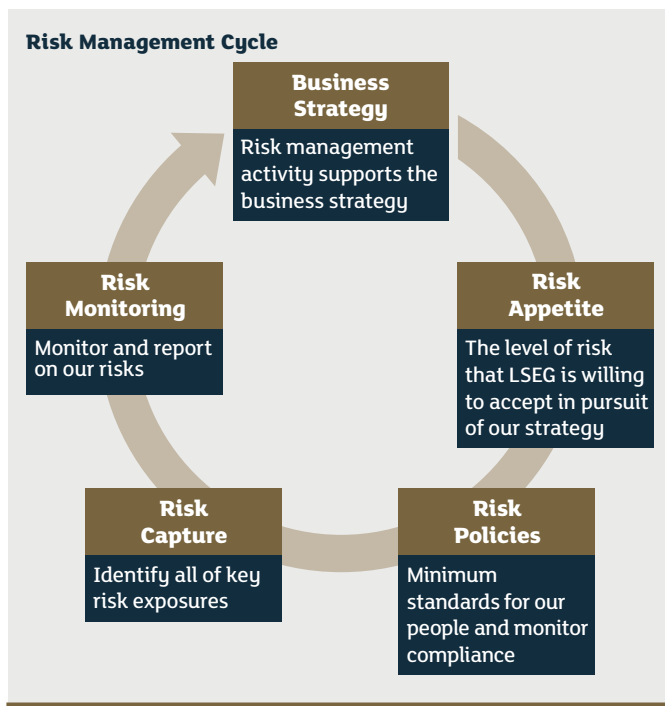 Risk Management Cycle
Business
Strategy
Risk management
activity supports the
business strategy
Risk
Appetite
The level of risk
that LSEG is willing
to accept in pursuit
of our strategy
Risk
Policies
Minimum
standards for our
people and monitor
compliance
Risk
Capture
Identify all of key
risk exposures
Risk
Monitoring
Monitor and report
on our risks